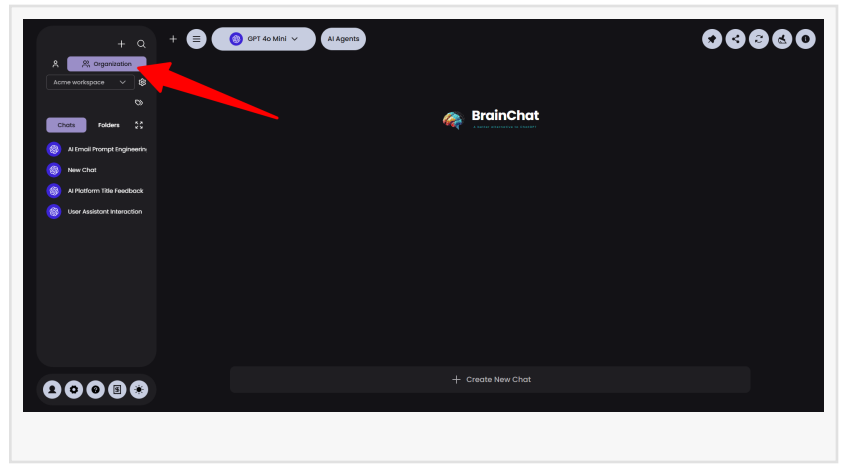 GPT 4o Mini
AI Agents
Organization
Acme workspace
Chats
Folders
AI Email Prompt Engineerin
New Chat
AI Platform Title Feedback
User Assistant Interaction
BrainChat
Create New Chat